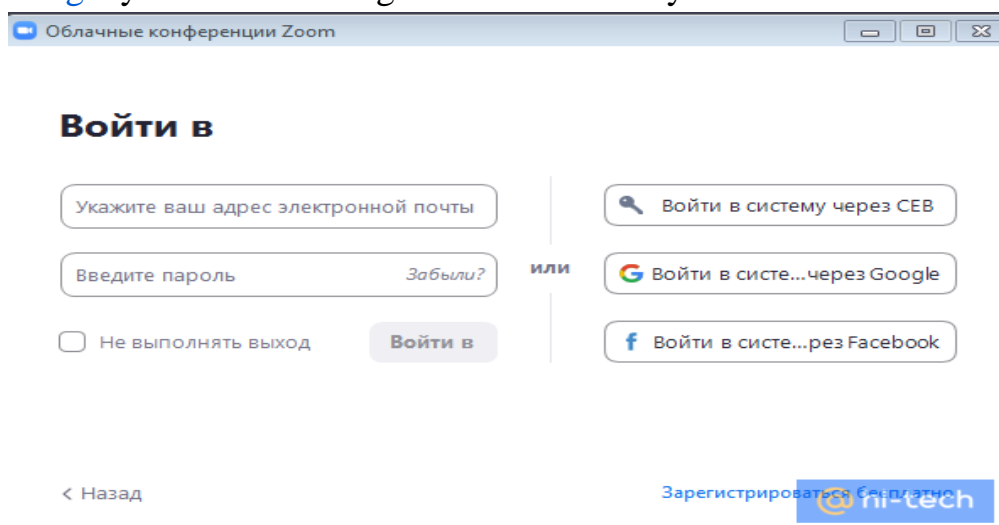 Облачные конференции Zoom
Войти в
Укажите ваш адрес электронной почты
Введите пароль
Забыли?
Не выполнять выход
Войти в
или
Войти в систему через СЕВ
Войти в систе...через Google
Войти в систе...рез Facebook
< Назад
Зарегистрироваться бесплатно
@ hi-tech